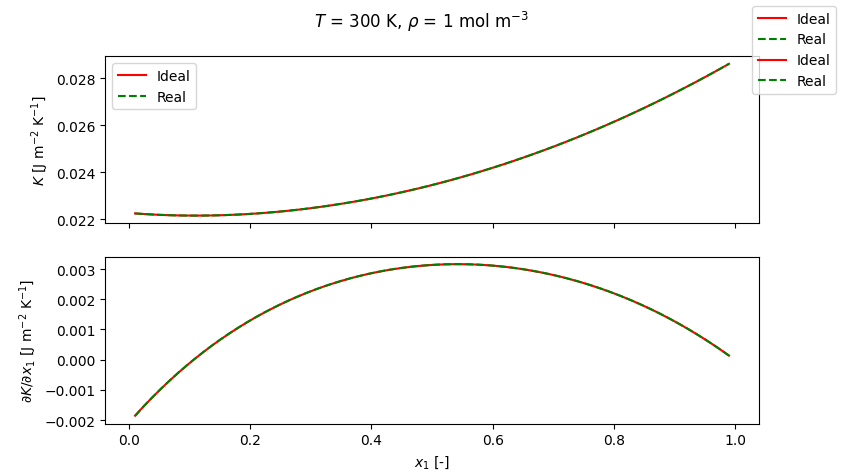 T = 300 K, ρ = 1 mol m⁻³
Ideal
Real
Ideal
Real
Ideal
Real
K [J m⁻² K⁻¹]
0.028
0.026
0.024
0.022
∂K/∂x₁ [J m⁻² K⁻¹]
0.003
0.002
0.001
0.000
−0.001
−0.002
0.0 0.2 0.4 0.6 0.8 1.0
x₁ [-]